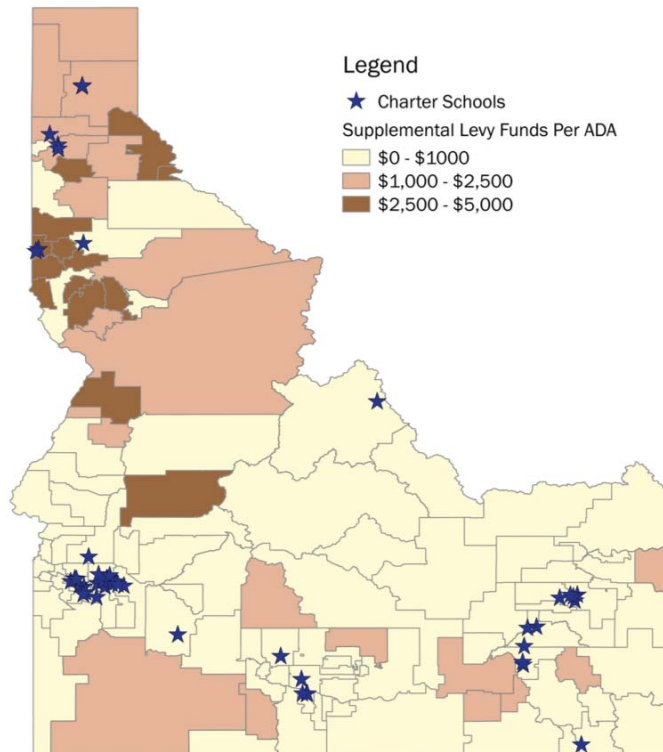 Legend
Charter Schools
Supplemental Levy Funds Per ADA
$0 - $1000
$1,000 - $2,500
$2,500 - $5,000